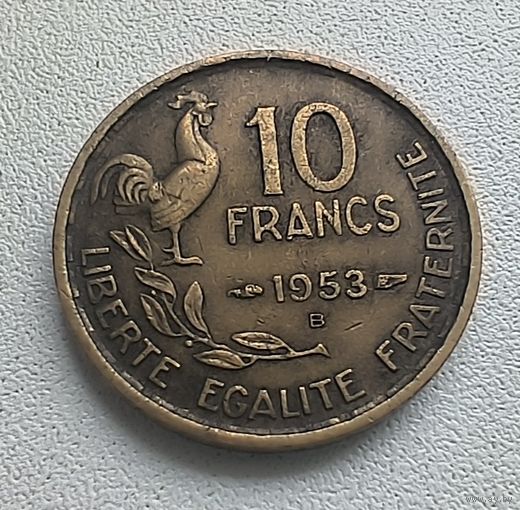 10
FRANCS
1953
B
LIBERTE EGALITE FRATERNITE